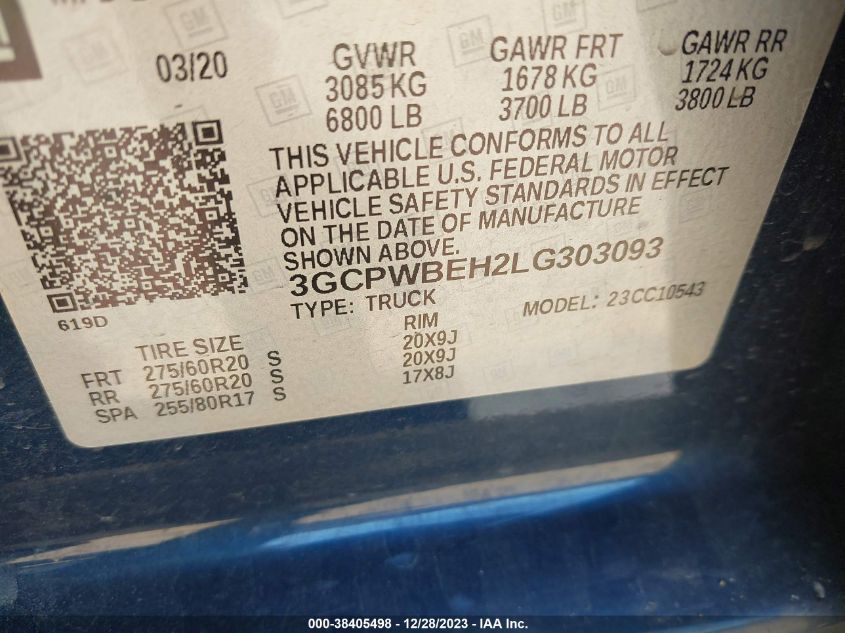 03/20 GVWR GAWR FRT GAWR RR
3085 KG 1678 KG 1724 KG
6800 LB 3700 LB 3800 LB
THIS VEHICLE CONFORMS TO ALL
APPLICABLE U.S. FEDERAL MOTOR
VEHICLE SAFETY STANDARDS IN EFFECT
ON THE DATE OF MANUFACTURE
SHOWN ABOVE.
3GCPWBEH2LG303093
TYPE: TRUCK MODEL: 23CC10543
619D
TIRE SIZE RIM
FRT 275/60R20 S 20X9J
RR 275/60R20 S 20X9J
SPA 255/80R17 S 17X8J
000-38405498 - 12/28/2023 - IAA Inc.